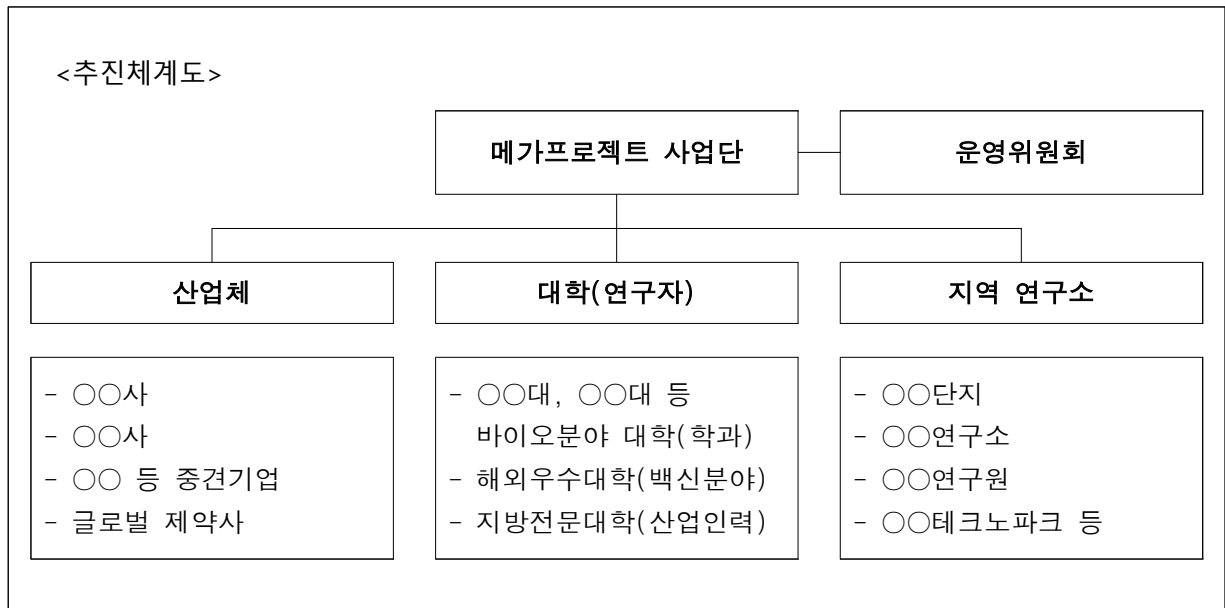 <추진체계도>
메가프로젝트 사업단
운영위원회
산업체
대학(연구자)
지역 연구소
- ○○사
- ○○사
- ○○ 등 중견기업
- 글로벌 제약사
- ○○대, ○○대 등
바이오분야 대학(학과)
- 해외우수대학(백신분야)
- 지방전문대학(산업인력)
- ○○단지
- ○○연구소
- ○○연구원
- ○○테크노파크 등